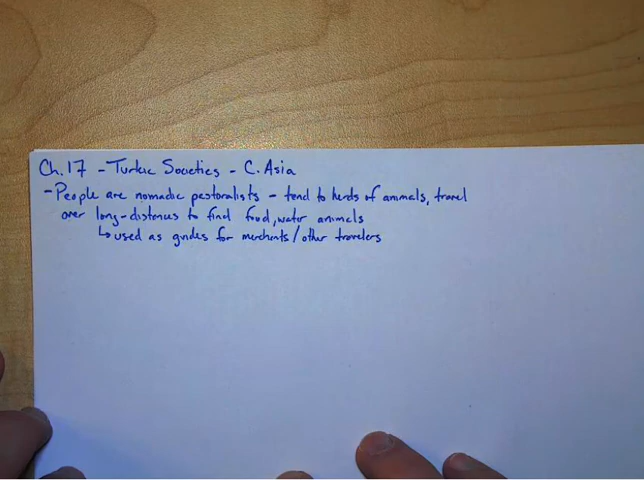 Ch. 17 - Turkic Societies - C. Asia
- People are nomadic pastoralists - tend to herds of animals, travel
over long-distances to find food, water animals
↳ used as guides for merchants / other travelers